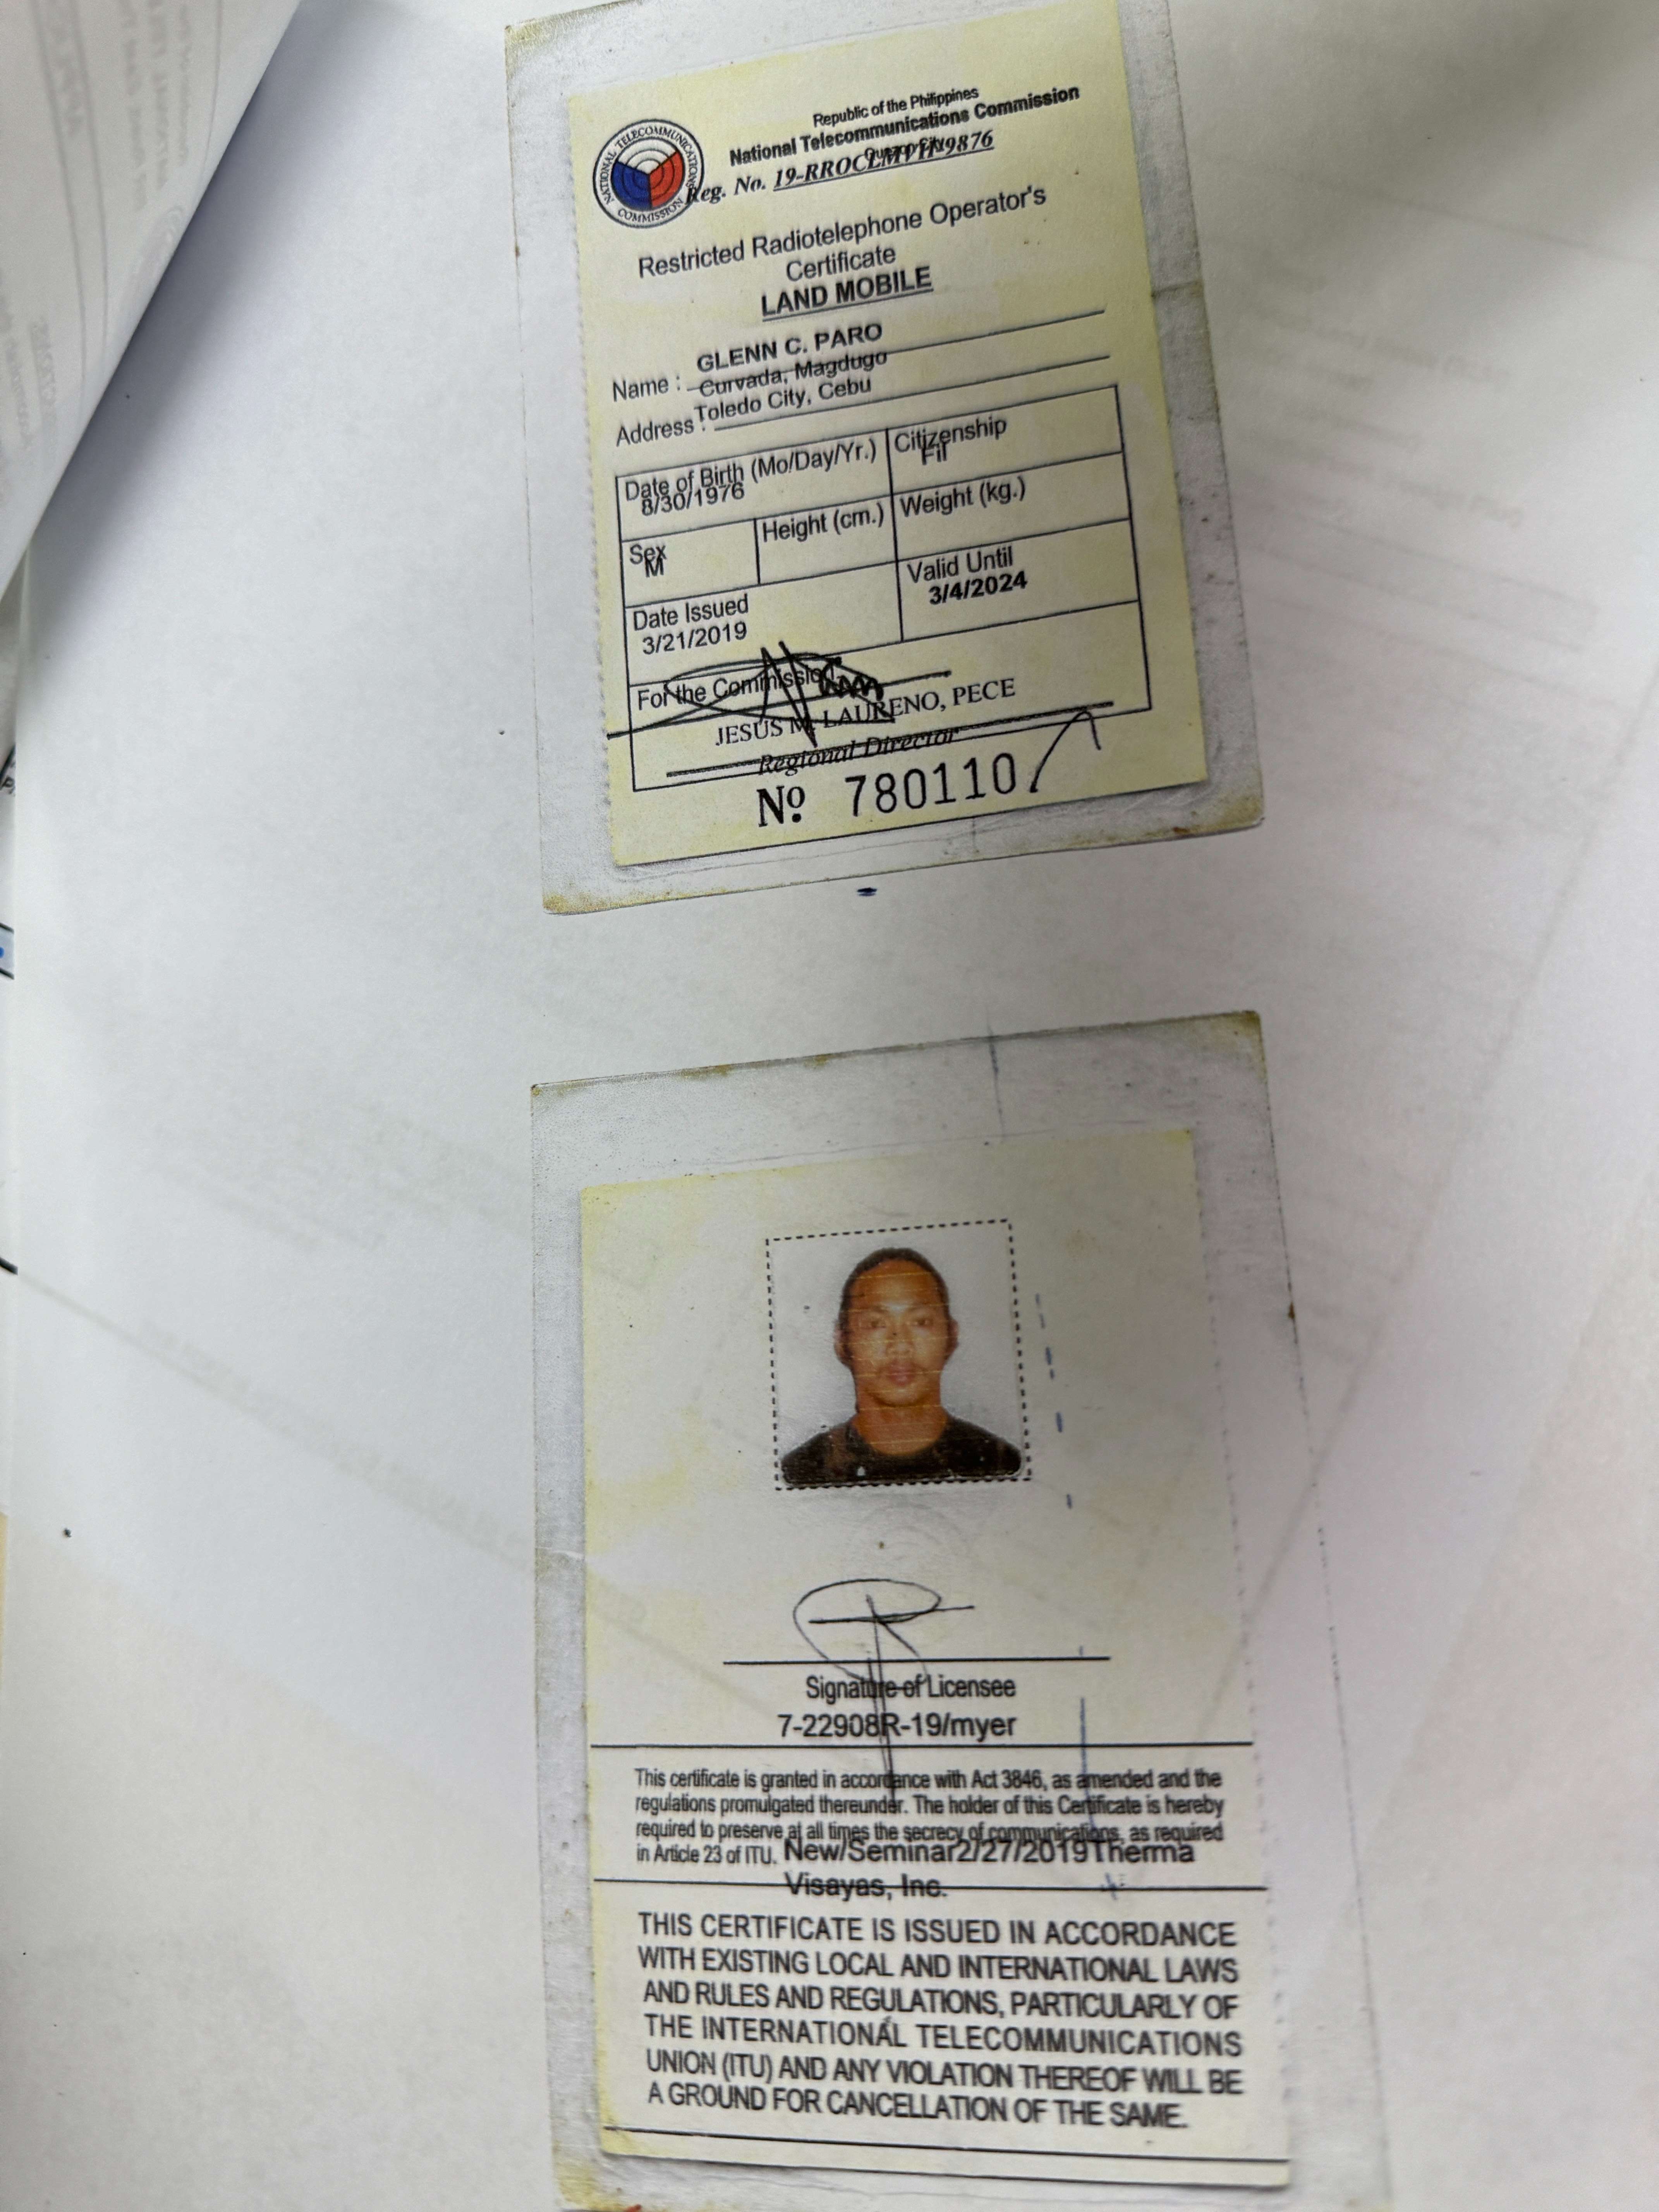 Republic of the Philippines
National Telecommunications Commission
Quezon City
Reg. No. 19-RROCLMVII-9876
NATIONAL TELECOMMUNICATIONS COMMISSION
Restricted Radiotelephone Operator's
Certificate
LAND MOBILE
GLENN C. PARO
Name :
Curvada, Magdugo
Address :
Toledo City, Cebu
Date of Birth (Mo/Day/Yr.) Citizenship
8/30/1976 Fil
Sex Height (cm.) Weight (kg.)
M
Date Issued Valid Until
3/21/2019 3/4/2024
For the Commission
JESUS M. LAURENO, PECE
Regional Director
Nº 780110
Signature of Licensee
7-22908R-19/myer
This certificate is granted in accordance with Act 3846, as amended and the
regulations promulgated thereunder. The holder of this Certificate is hereby
required to preserve at all times the secrecy of communications, as required
in Article 23 of ITU. New/Seminar2/27/2019Therma
Visayas, Inc.
THIS CERTIFICATE IS ISSUED IN ACCORDANCE
WITH EXISTING LOCAL AND INTERNATIONAL LAWS
AND RULES AND REGULATIONS, PARTICULARLY OF
THE INTERNATIONAL TELECOMMUNICATIONS
UNION (ITU) AND ANY VIOLATION THEREOF WILL BE
A GROUND FOR CANCELLATION OF THE SAME.